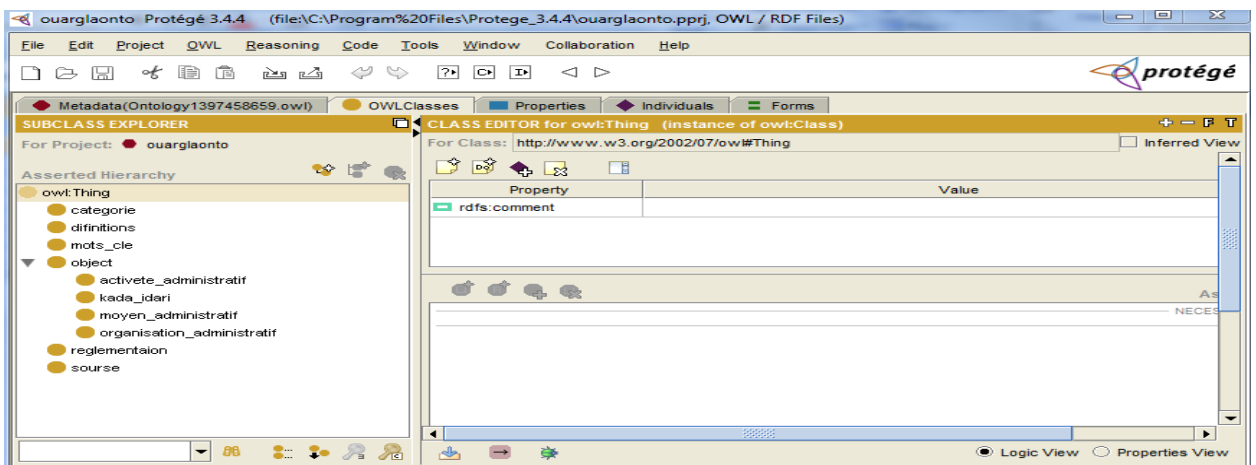 ouarglaonto Protégé 3.4.4 (file:\C:\Program%20Files\Protege_3.4.4\ouarglaonto.pprj, OWL / RDF Files)
File Edit Project OWL Reasoning Code Tools Window Collaboration Help
protégé
Metadata(Ontology1397458659.owl) OWLClasses Properties Individuals Forms
SUBCLASS EXPLORER
For Project: ouarglaonto
Asserted Hierarchy
owl:Thing
categorie
difinitions
mots_cle
object
activete_administratif
kada_idari
moyen_administratif
organisation_administratif
reglementaion
sourse
CLASS EDITOR for owl:Thing (instance of owl:Class)
For Class: http://www.w3.org/2002/07/owl#Thing Inferred View
Property Value
rdfs:comment
As
NECES
Logic View Properties View